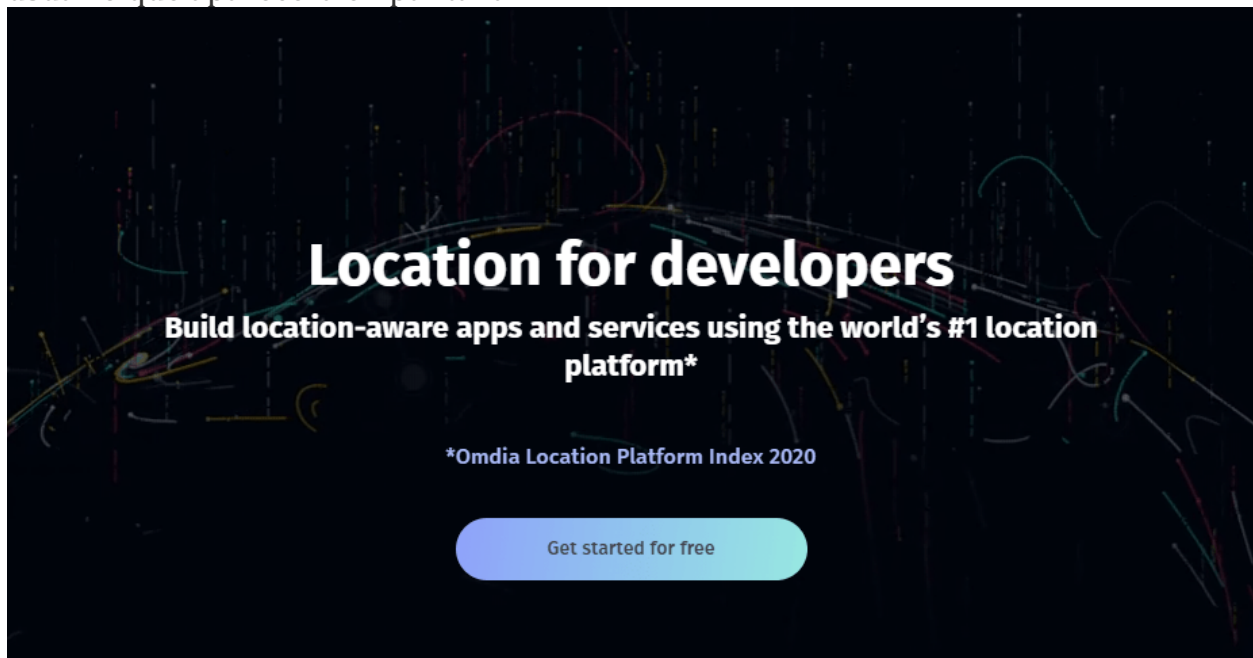 Location for developers
Build location-aware apps and services using the world’s #1 location
platform*
*Omdia Location Platform Index 2020
Get started for free